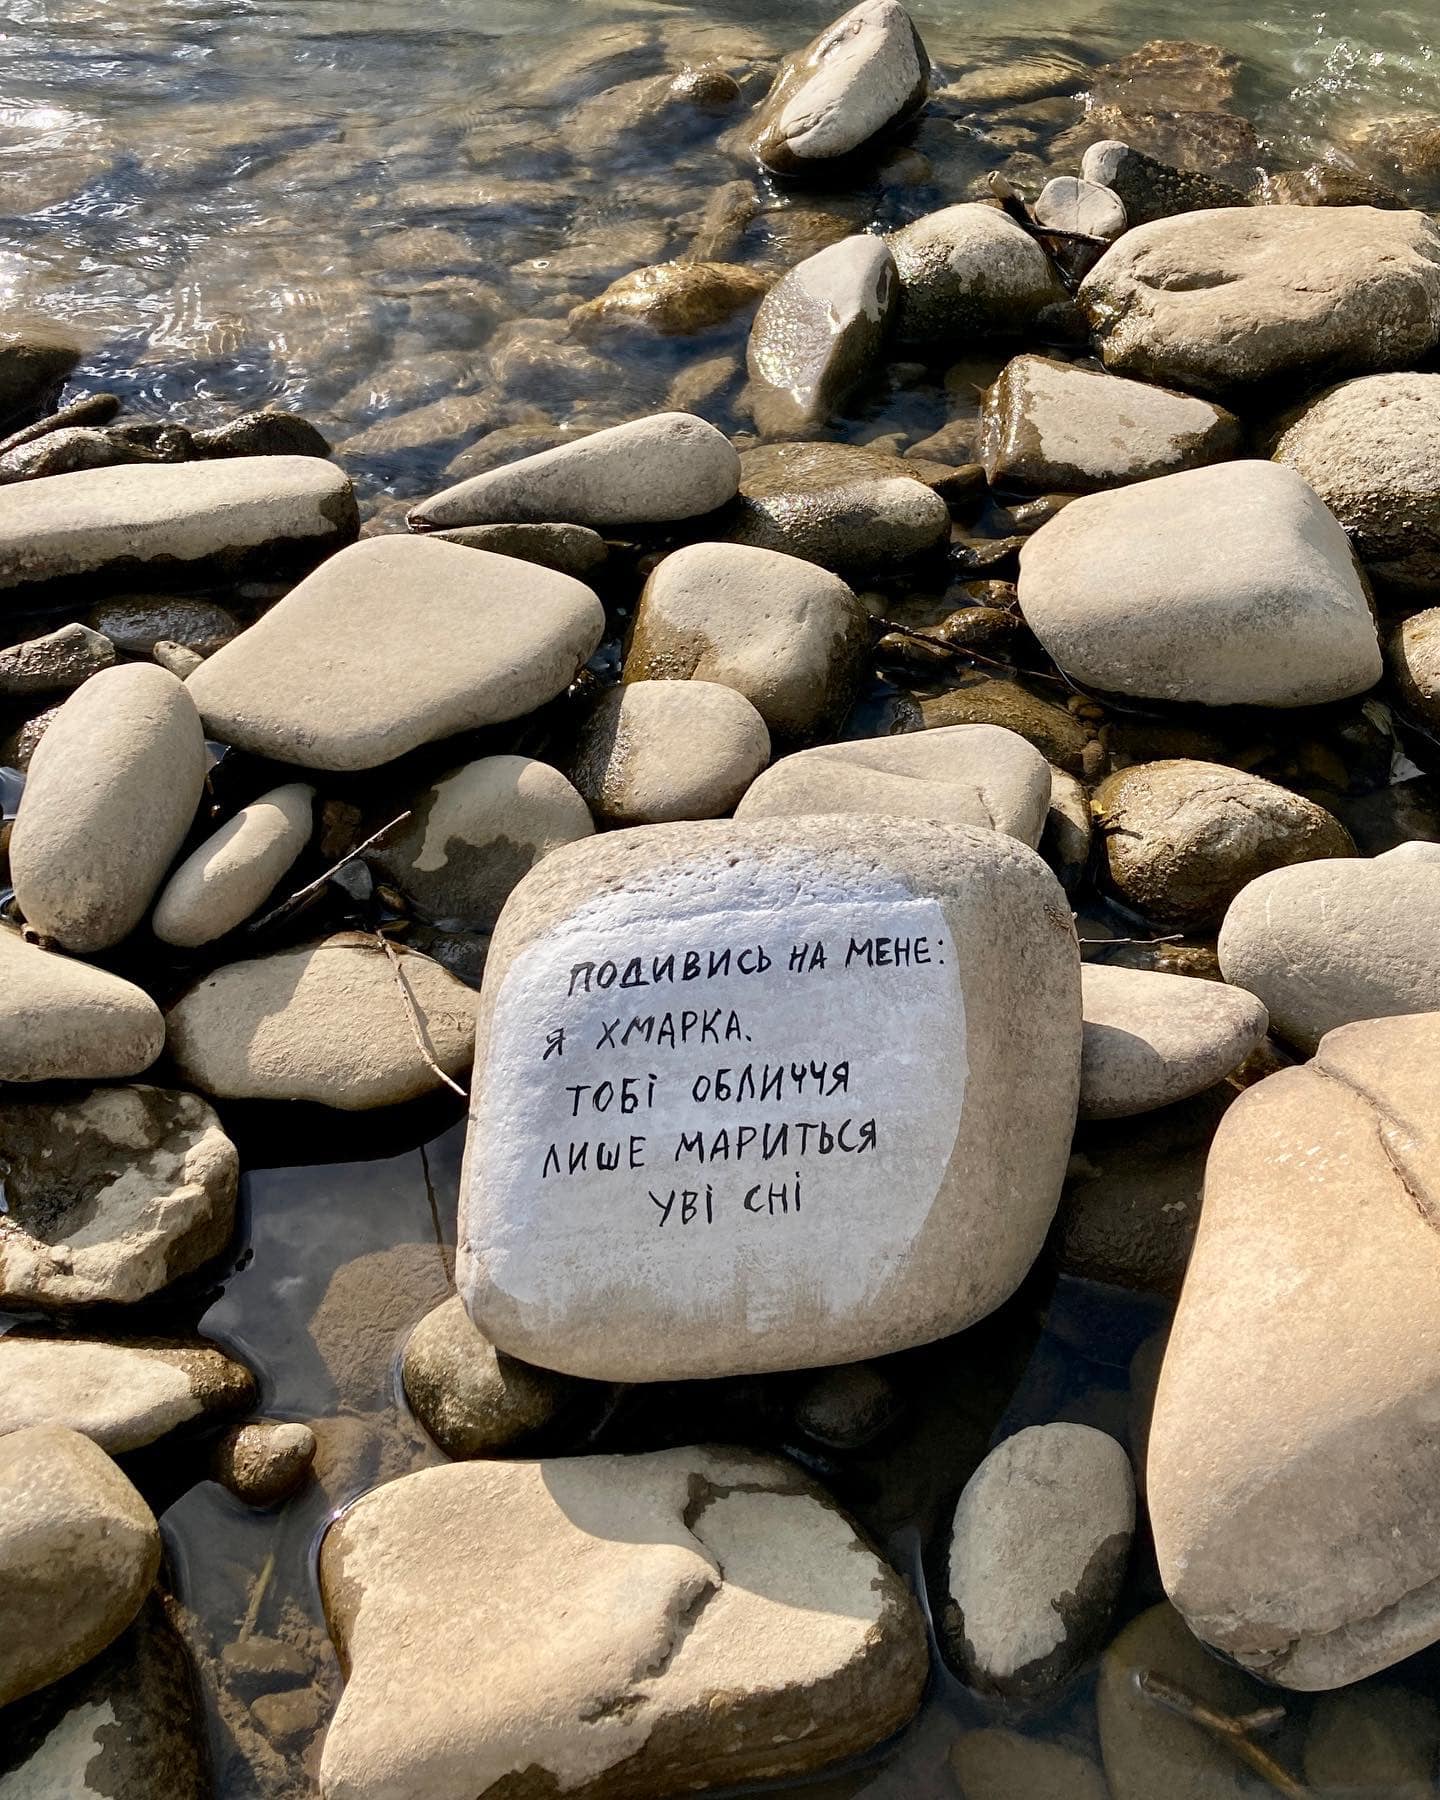 ПОДИВИСЬ НА МЕНЕ:
Я ХМАРКА.
ТОБІ ОБЛИЧЧЯ
ЛИШЕ МАРИТЬСЯ
УВІ СНІ